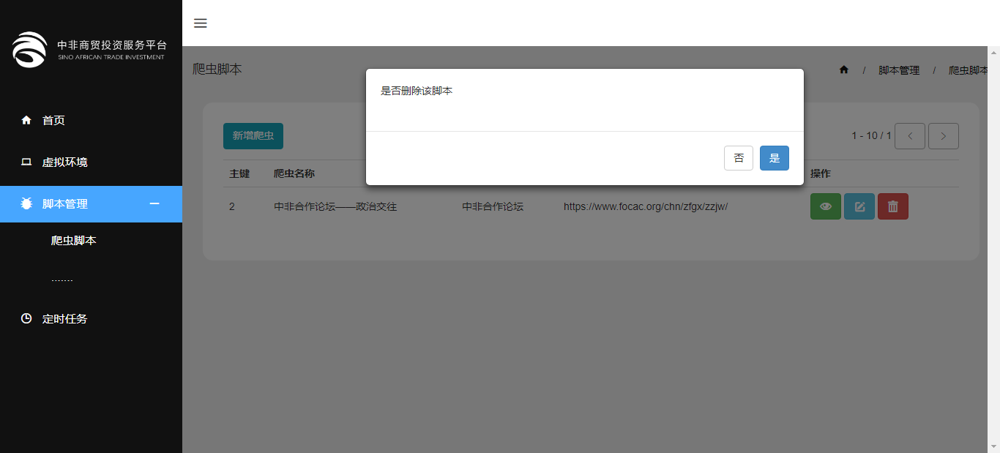 中非商贸投资服务平台
SINO AFRICAN TRADE INVESTMENT
首页
虚拟环境
脚本管理
爬虫脚本
.......
定时任务
爬虫脚本
/ 脚本管理 / 爬虫脚本
是否删除该脚本
否 是
新增爬虫
1 - 10 / 1
主键 爬虫名称 操作
2 中非合作论坛——政治交往 中非合作论坛 https://www.focac.org/chn/zfgx/zzjw/